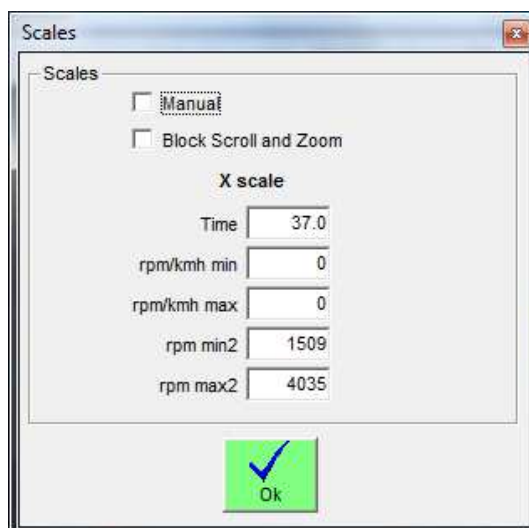 Scales
Scales
Manual
Block Scroll and Zoom
X scale
Time 37.0
rpm/kmh min 0
rpm/kmh max 0
rpm min2 1509
rpm max2 4035
Ok